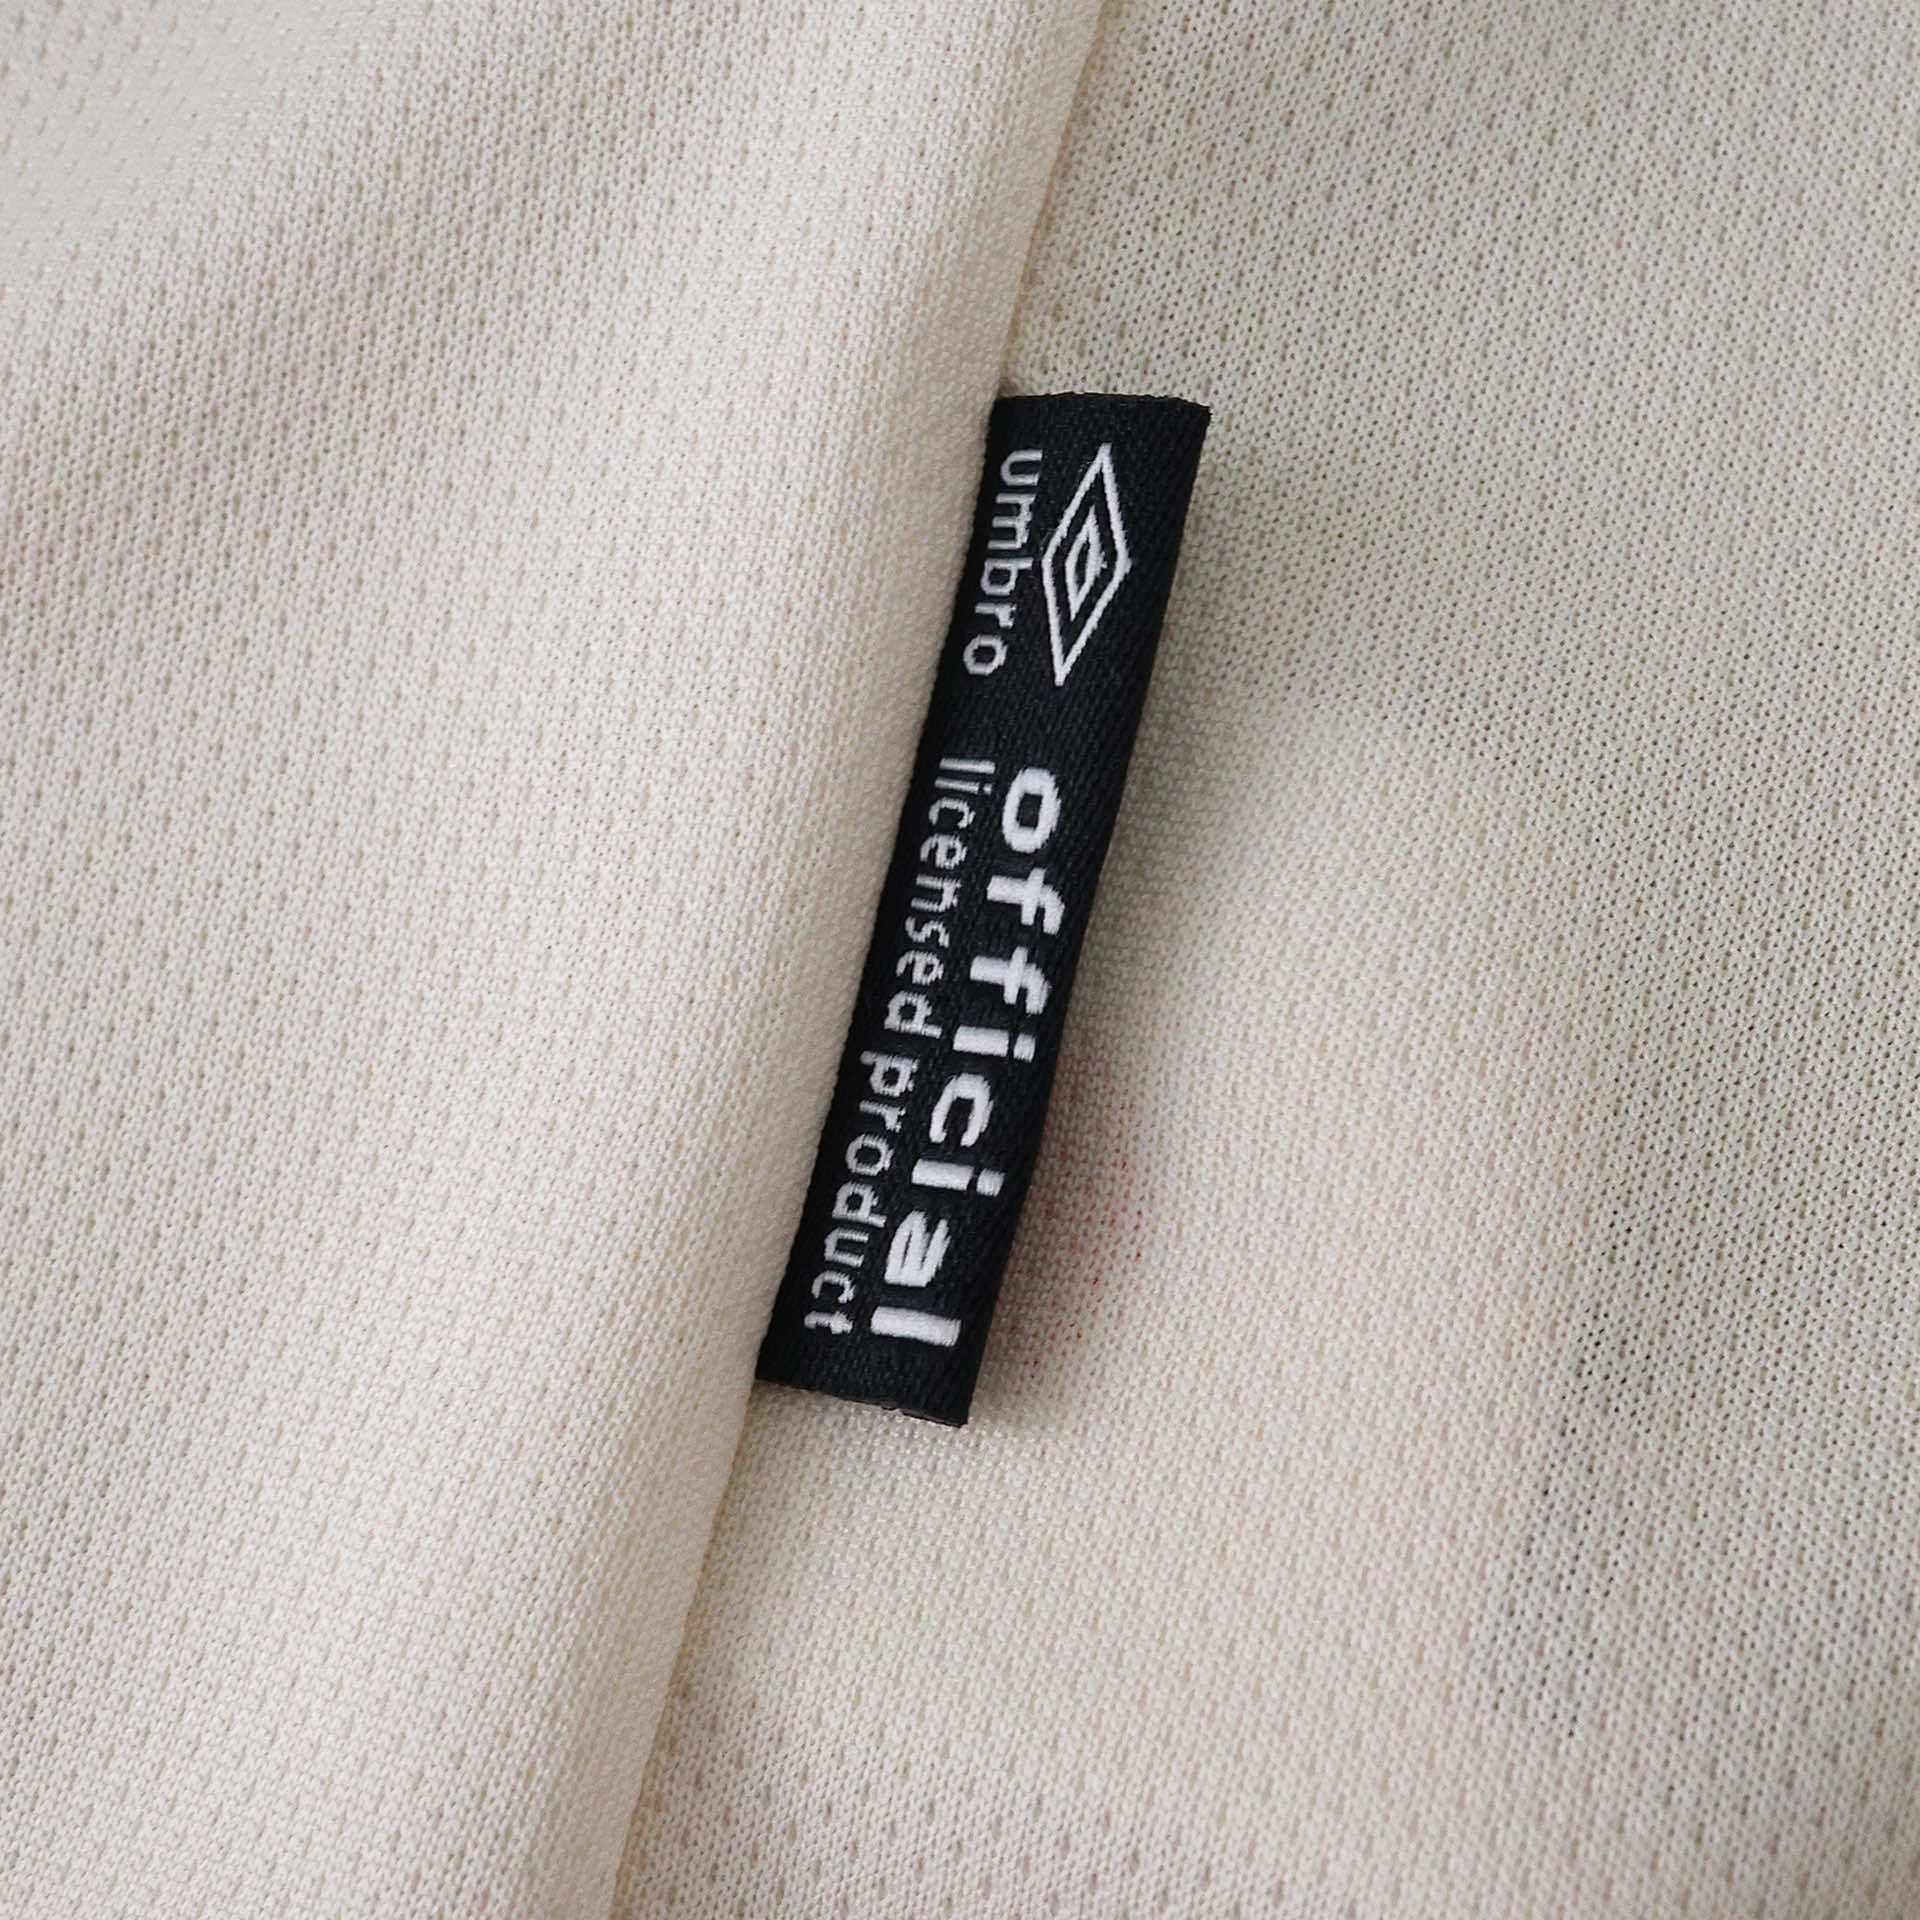 umbro
official
licensed product